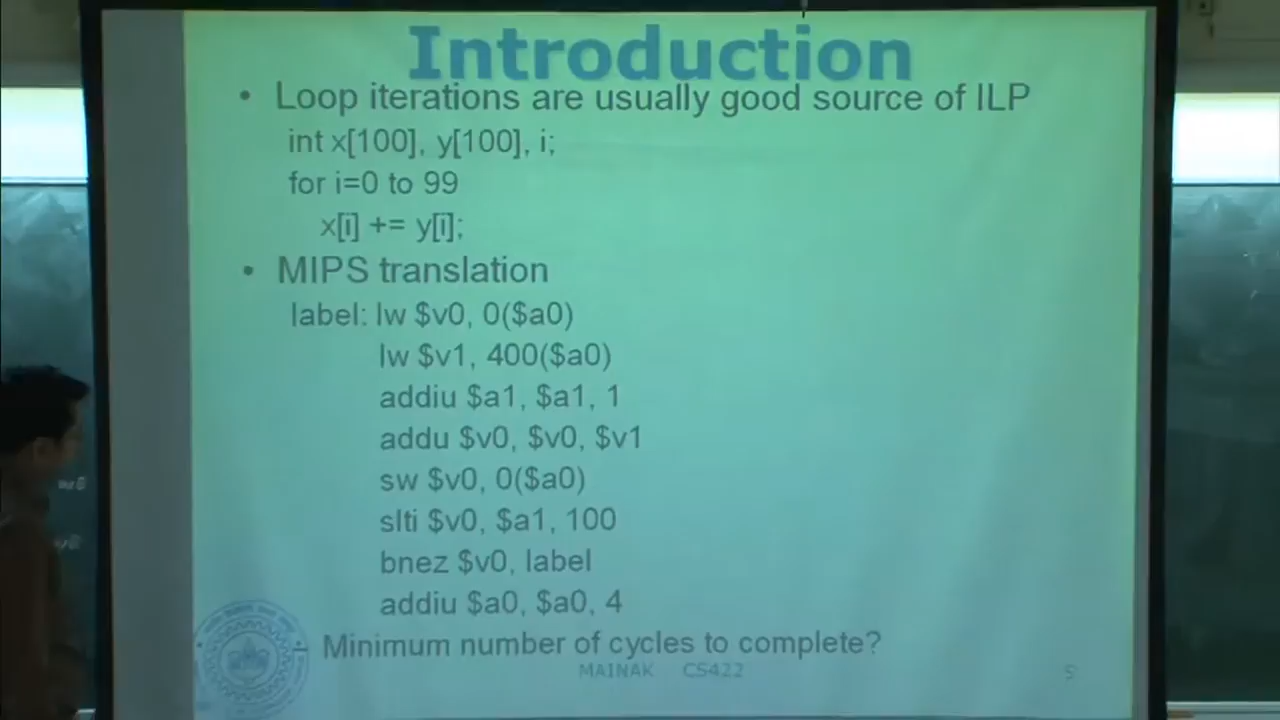 Introduction
• Loop iterations are usually good source of ILP
int x[100], y[100], i;
for i=0 to 99
x[i] += y[i];
• MIPS translation
label: lw $v0, 0($a0)
lw $v1, 400($a0)
addiu $a1, $a1, 1
addu $v0, $v0, $v1
sw $v0, 0($a0)
slti $v0, $a1, 100
bnez $v0, label
addiu $a0, $a0, 4
Minimum number of cycles to complete?
MAINAK CS422 5